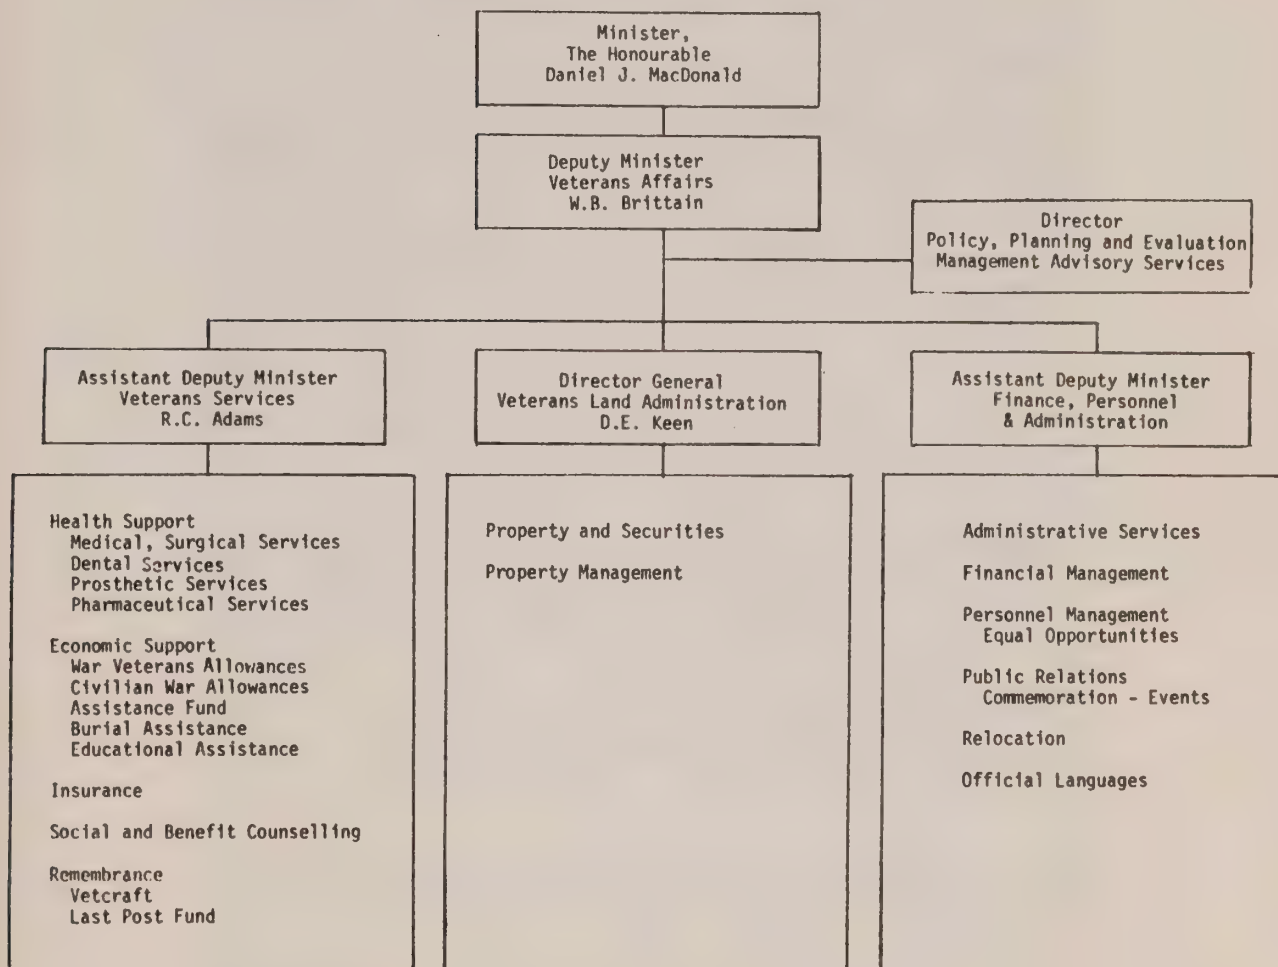 Minister,
The Honourable
Daniel J. MacDonald
Deputy Minister
Veterans Affairs
W.B. Brittain
Director
Policy, Planning and Evaluation
Management Advisory Services
Assistant Deputy Minister
Veterans Services
R.C. Adams
Director General
Veterans Land Administration
D.E. Keen
Assistant Deputy Minister
Finance, Personnel
& Administration
Health Support
Medical, Surgical Services
Dental Services
Prosthetic Services
Pharmaceutical Services
Economic Support
War Veterans Allowances
Civilian War Allowances
Assistance Fund
Burial Assistance
Educational Assistance
Insurance
Social and Benefit Counselling
Remembrance
Vetcraft
Last Post Fund
Property and Securities
Property Management
Administrative Services
Financial Management
Personnel Management
Equal Opportunities
Public Relations
Commemoration - Events
Relocation
Official Languages